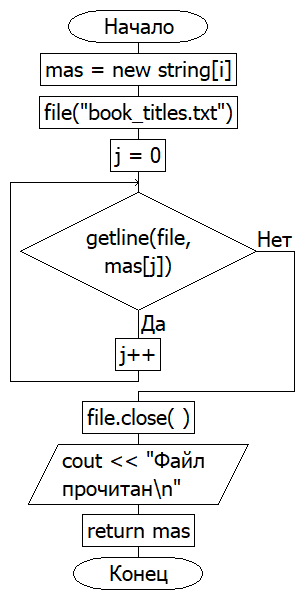 Начало
mas = new string[i]
file("book_titles.txt")
j = 0
getline(file,
mas[j])
Нет
Да
j++
file.close( )
cout << "Файл
прочитан\n"
return mas
Конец